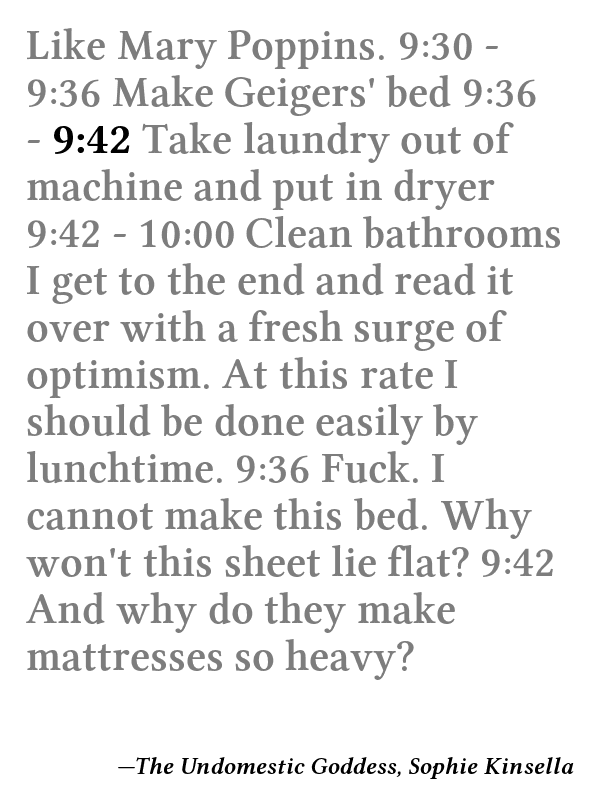 Like Mary Poppins. 9:30 -
9:36 Make Geigers' bed 9:36
- 9:42 Take laundry out of
machine and put in dryer
9:42 - 10:00 Clean bathrooms
I get to the end and read it
over with a fresh surge of
optimism. At this rate I
should be done easily by
lunchtime. 9:36 Fuck. I
cannot make this bed. Why
won't this sheet lie flat? 9:42
And why do they make
mattresses so heavy?
—The Undomestic Goddess, Sophie Kinsella